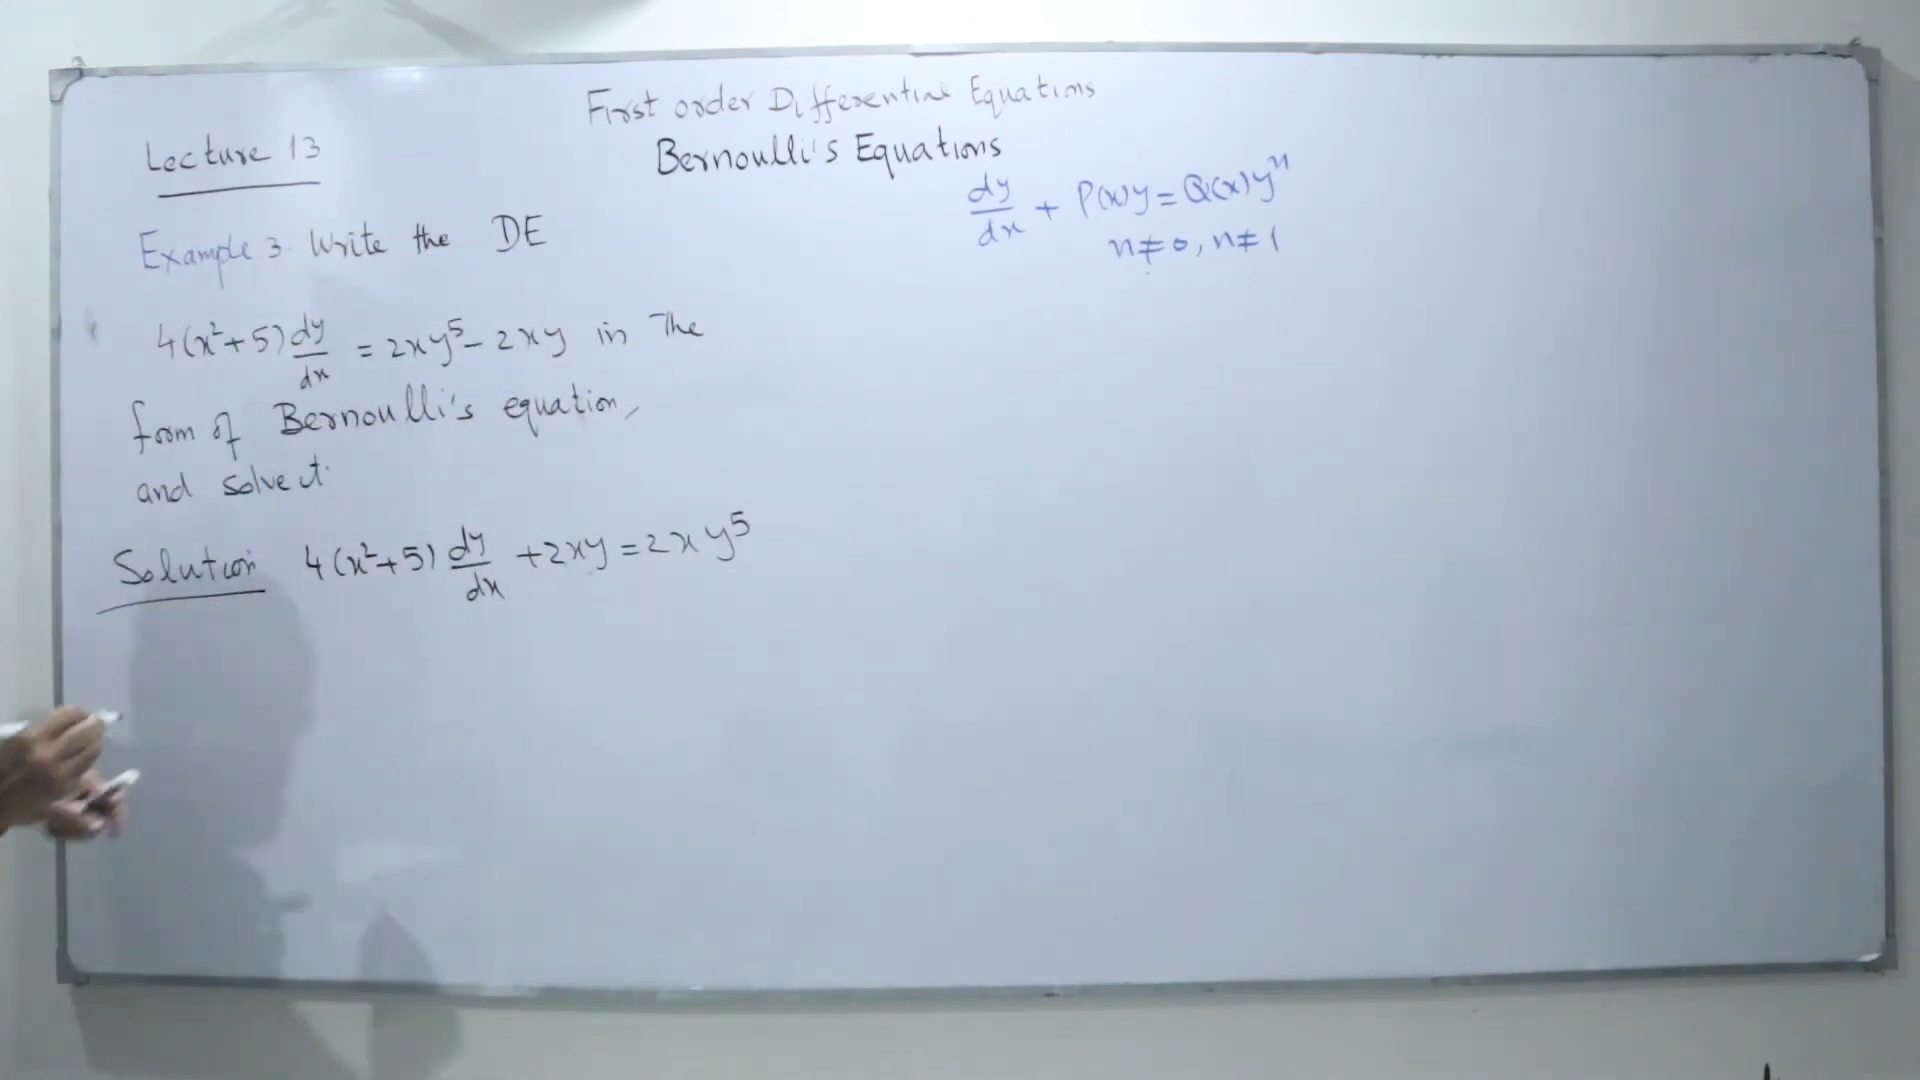 First order Differential Equations
Bernoulli's Equations
Lecture 13
dy/dx + P(x)y = Q(x)y^n
n≠0, n≠1
Example 3. Write the DE
4(x²+5) dy/dx = 2xy⁵ - 2xy in The
form of Bernoulli's equation,
and solve it.
Solution 4(x²+5) dy/dx + 2xy = 2xy⁵